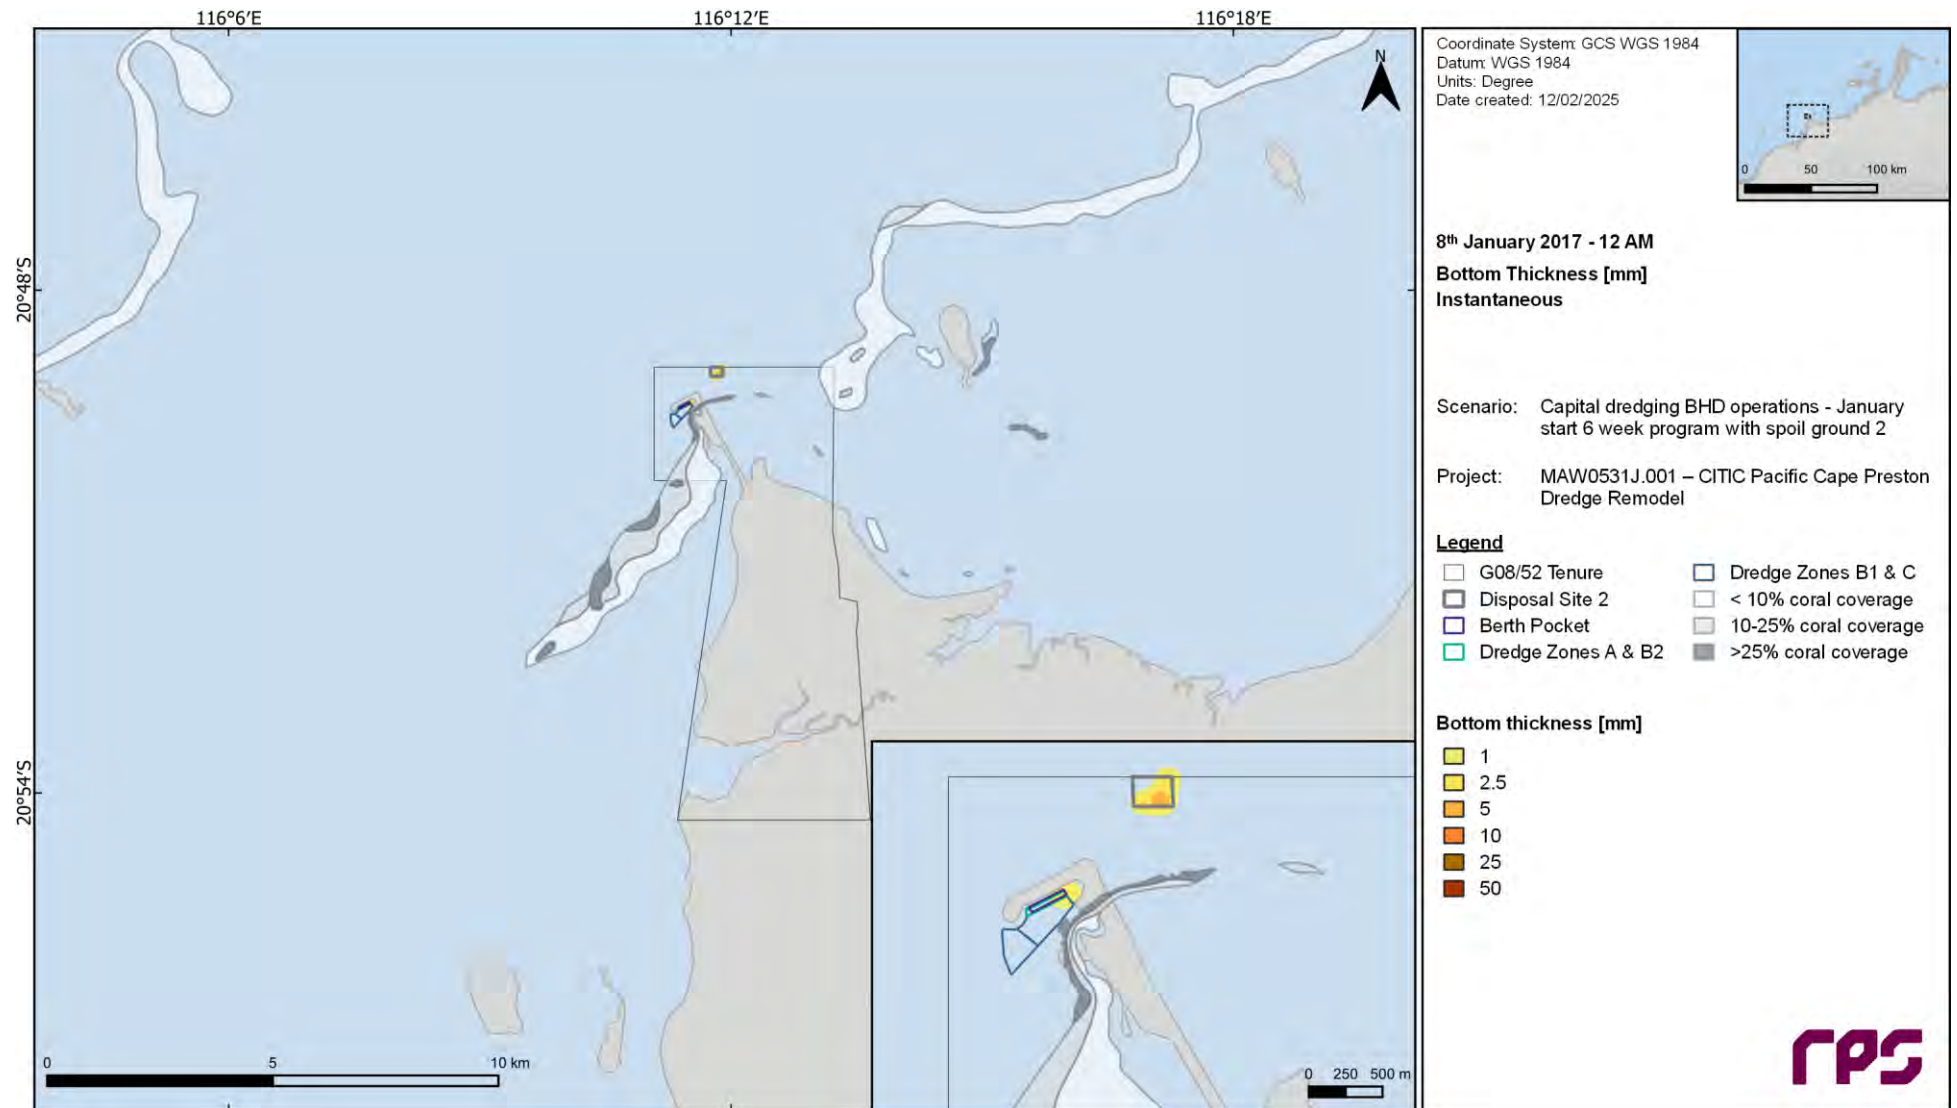 116°6′E
116°12′E
116°18′E
20°48′S
20°54′S
N
0 5 10 km
0 250 500 m
Coordinate System: GCS WGS 1984
Datum: WGS 1984
Units: Degree
Date created: 12/02/2025
0 50 100 km
8th January 2017 - 12 AM
Bottom Thickness [mm]
Instantaneous
Scenario: Capital dredging BHD operations - January
start 6 week program with spoil ground 2
Project: MAW0531J.001 – CITIC Pacific Cape Preston
Dredge Remodel
Legend
G08/52 Tenure
Disposal Site 2
Berth Pocket
Dredge Zones A & B2
Dredge Zones B1 & C
< 10% coral coverage
10-25% coral coverage
>25% coral coverage
Bottom thickness [mm]
1
2.5
5
10
25
50
rps